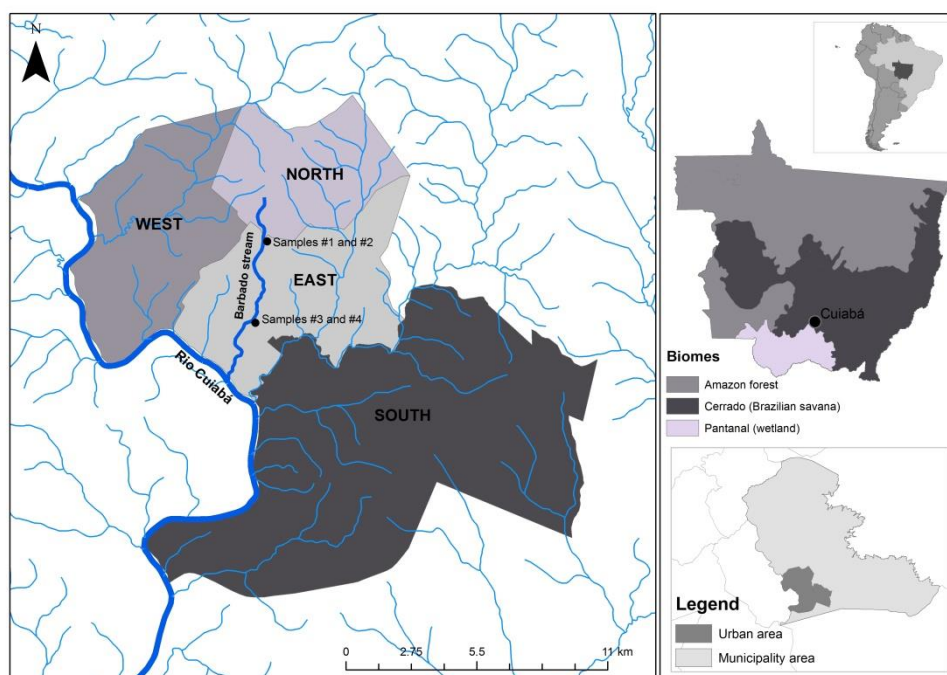 N
NORTH
WEST
Samples #1 and #2
Barbado stream
EAST
Samples #3 and #4
Rio Cuiabá
SOUTH
0 2.75 5.5 11 km
Cuiabá
Biomes
Amazon forest
Cerrado (Brazilian savana)
Pantanal (wetland)
Legend
Urban area
Municipality area